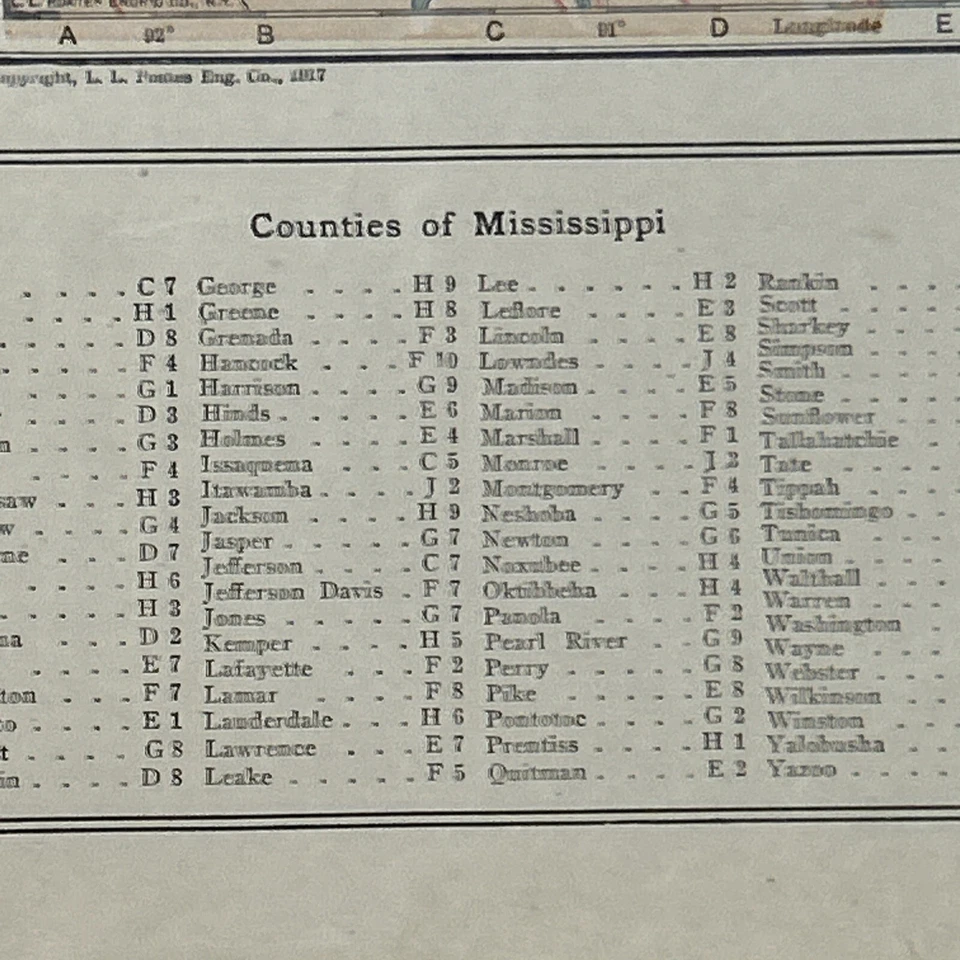 A 92° B C 91° D Longitude E
Copyright, L. L. Poates Eng. Co., 1917
Counties of Mississippi
. . . . C 7 George . . . . H 9 Lee . . . . . . H 2 Rankin . . .
. . . . H 1 Greene . . . . H 8 Leflore . . . . E 3 Scott . . . .
. . . . D 8 Grenada . . . . F 3 Lincoln . . . . E 8 Sharkey . . .
. . . . F 4 Hancock . . . F 10 Lowndes . . . . J 4 Simpson . . .
. . . . G 1 Harrison . . . . G 9 Madison . . . . E 5 Smith . . . .
. . . . D 3 Hinds . . . . . E 6 Marion . . . . F 8 Stone . . . .
n . . . . G 3 Holmes . . . . E 4 Marshall . . . . F 1 Sunflower . .
. . . . F 4 Issaquena . . . C 5 Monroe . . . . J 3 Tallahatchie .
saw . . . H 3 Itawamba . . . . J 2 Montgomery . . F 4 Tate . . . .
w . . . . G 4 Jackson . . . . H 9 Neshoba . . . . G 5 Tippah . . .
ne . . . . D 7 Jasper . . . . . G 7 Newton . . . . G 6 Tishomingo . .
. . . . H 6 Jefferson . . . . C 7 Noxubee . . . . H 4 Tunica . . .
. . . . H 3 Jefferson Davis . F 7 Oktibbeha . . . H 4 Union . . . .
na . . . . D 2 Jones . . . . . G 7 Panola . . . . F 2 Walthall . . .
. . . . E 7 Kemper . . . . H 5 Pearl River . . G 9 Warren . . .
ton . . . F 7 Lafayette . . . . F 2 Perry . . . . . G 8 Washington .
to . . . . E 1 Lamar . . . . F 8 Pike . . . . . E 8 Wayne . . . .
t . . . . G 8 Lauderdale . . . H 6 Pontotoc . . . . G 2 Webster . . .
in . . . . D 8 Lawrence . . . E 7 Prentiss . . . . H 1 Wilkinson . .
Leake . . . . . F 5 Quitman . . . . E 2 Winston . . .
Yalobusha . .
Yazoo . . . .